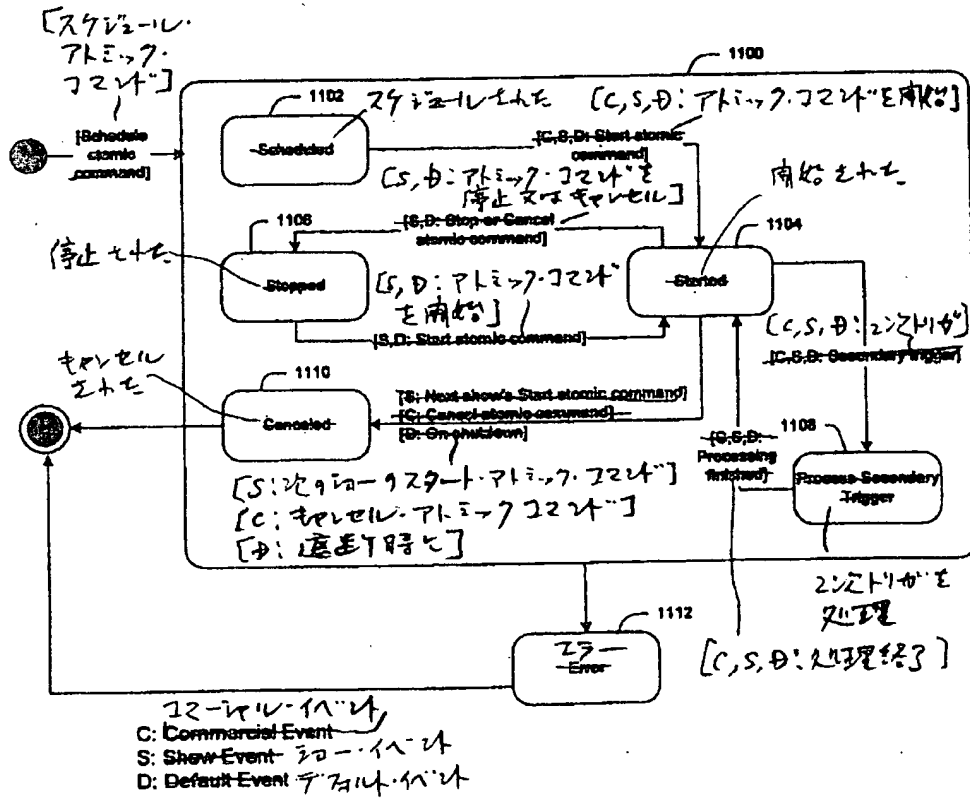 [スケジュール・
アトミック・
コマンド]
1100
1102
スケジュールされた
[C,S,D:アトミック・コマンドを開始]
[Schedule
atomic
command]
Scheduled
[C,S,D: Start atomic
command]
[S,D:アトミック・コマンドを
停止又はキャンセル]
開始された
1106
[S,D: Stop or Cancel
atomic command]
1104
停止された
Stopped
[S,D:アトミック・コマンド
を開始]
Started
[S,D: Start atomic command]
[C,S,D:二次トリガ]
[C,S,D: Secondary trigger]
キャンセル
された
1110
[S: Next show's Start atomic command]
[C: Cancel atomic command]
[D: On shutdown]
Canceled
[C,S,D:
Processing
finished]
1108
Process Secondary
Trigger
[S:次のショーのスタート・アトミック・コマンド]
[C:キャンセル・アトミックコマンド]
[D: 時に]
二次トリガを
処理
1112
エラー
Error
[C,S,D:処理終了]
コマーシャル・イベント
C: Commercial Event
S: Show Event ショー・イベント
D: Default Event デフォルト・イベント